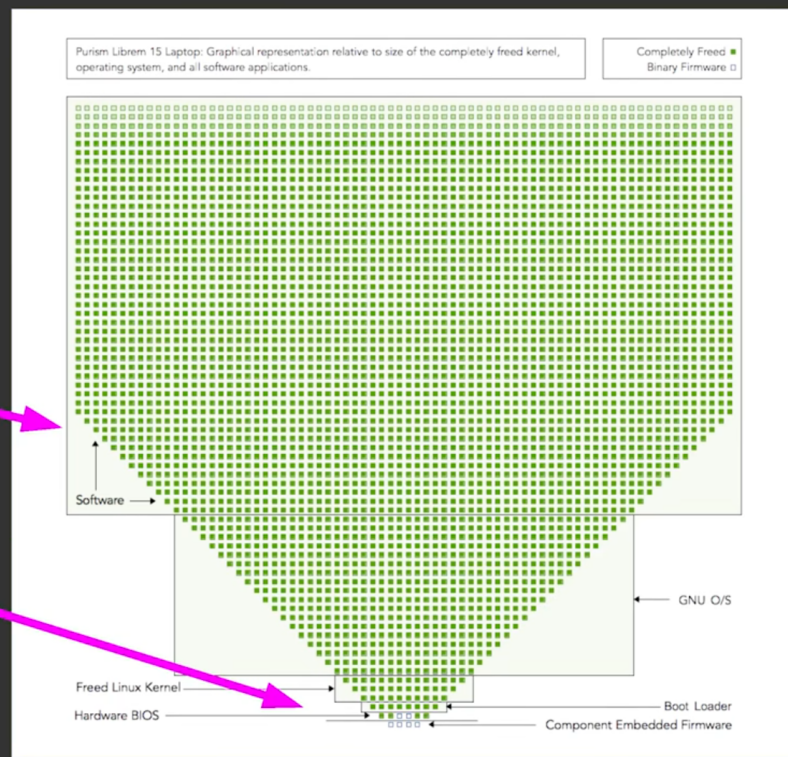 Purism Librem 15 Laptop: Graphical representation relative to size of the completely freed kernel,
operating system, and all software applications.
Completely Freed
Binary Firmware
Software
GNU O/S
Freed Linux Kernel
Boot Loader
Hardware BIOS
Component Embedded Firmware